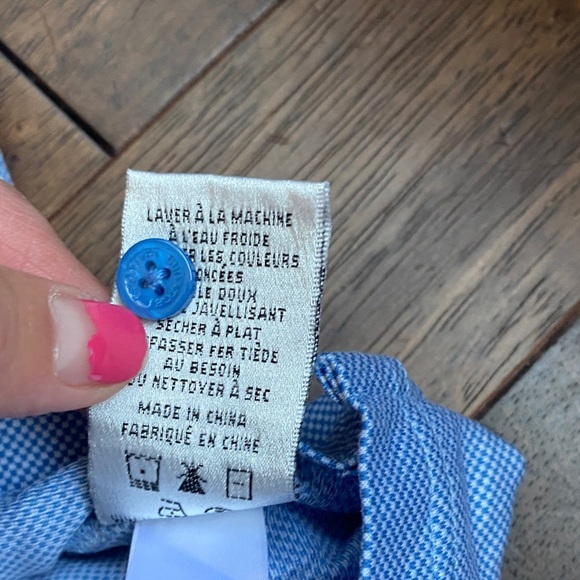 LAVER À LA MACHINE
À L'EAU FROIDE
LES COULEURS
DOUX
JAVELLISANT
SÉCHER À PLAT
FER TIÈDE
AU BESOIN
OU NETTOYER À SEC
MADE IN CHINA
FABRIQUÉ EN CHINE